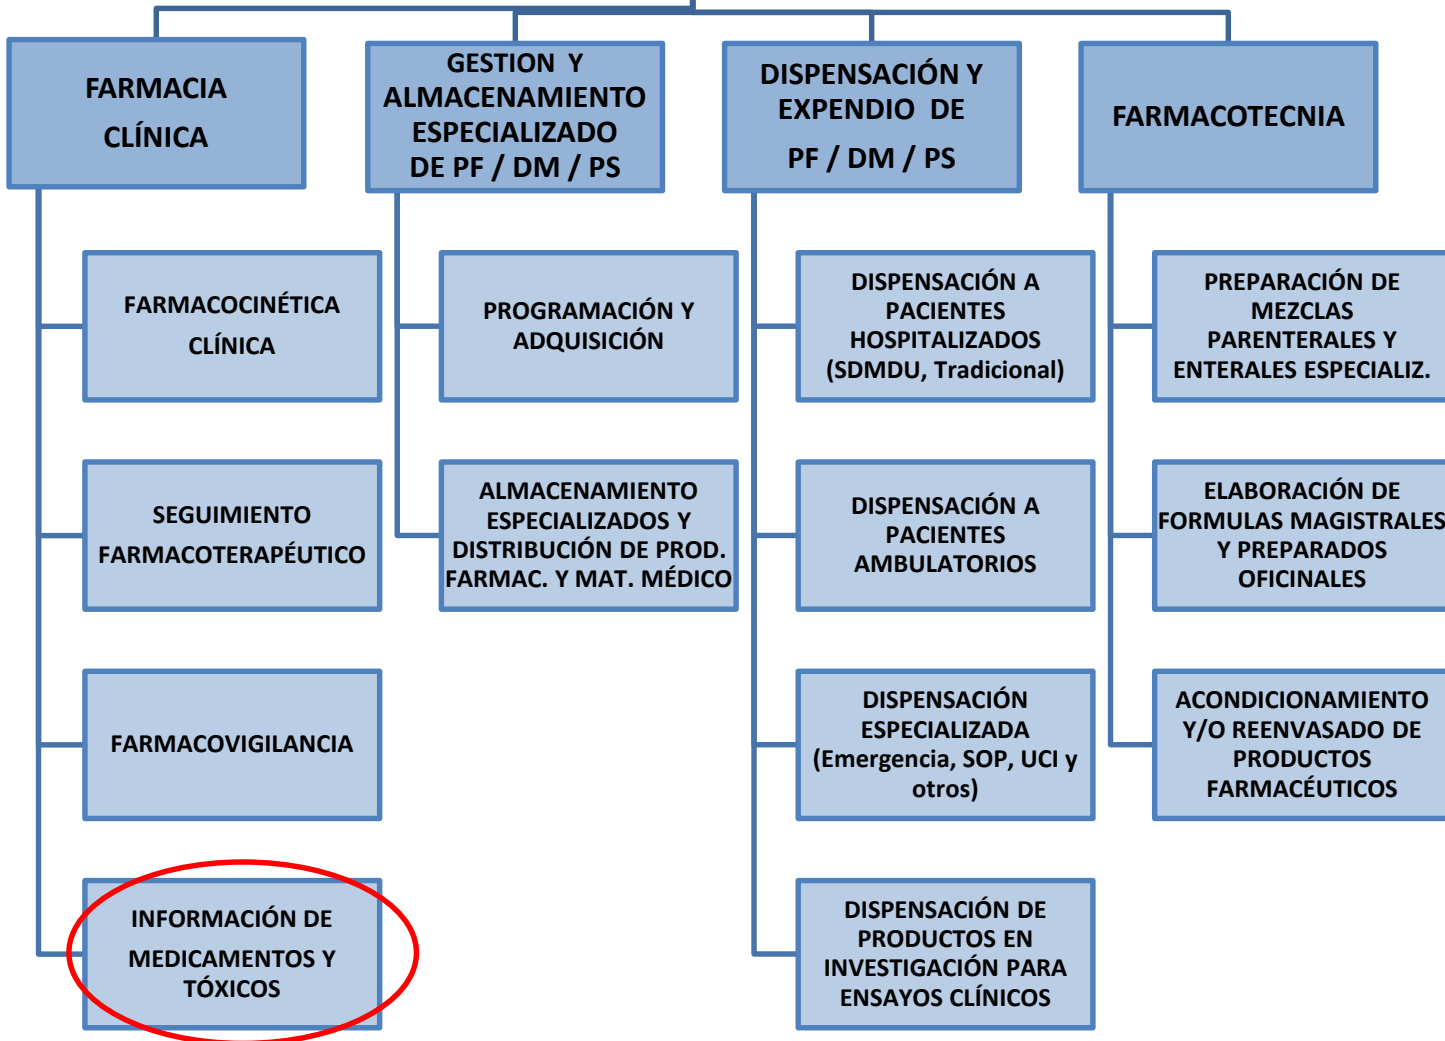 FARMACIA
CLÍNICA
GESTION Y
ALMACENAMIENTO
ESPECIALIZADO
DE PF / DM / PS
DISPENSACIÓN Y
EXPENDIO DE
PF / DM / PS
FARMACOTECNIA
FARMACOCINÉTICA
CLÍNICA
SEGUIMIENTO
FARMACOTERAPÉUTICO
FARMACOVIGILANCIA
INFORMACIÓN DE
MEDICAMENTOS Y
TÓXICOS
PROGRAMACIÓN Y
ADQUISICIÓN
ALMACENAMIENTO
ESPECIALIZADOS Y
DISTRIBUCIÓN DE PROD.
FARMAC. Y MAT. MÉDICO
DISPENSACIÓN A
PACIENTES
HOSPITALIZADOS
(SDMDU, Tradicional)
DISPENSACIÓN A
PACIENTES
AMBULATORIOS
DISPENSACIÓN
ESPECIALIZADA
(Emergencia, SOP, UCI y
otros)
DISPENSACIÓN DE
PRODUCTOS EN
INVESTIGACIÓN PARA
ENSAYOS CLÍNICOS
PREPARACIÓN DE
MEZCLAS
PARENTERALES Y
ENTERALES ESPECIALIZ.
ELABORACIÓN DE
FORMULAS MAGISTRALES
Y PREPARADOS
OFICINALES
ACONDICIONAMIENTO
Y/O REENVASADO DE
PRODUCTOS
FARMACÉUTICOS